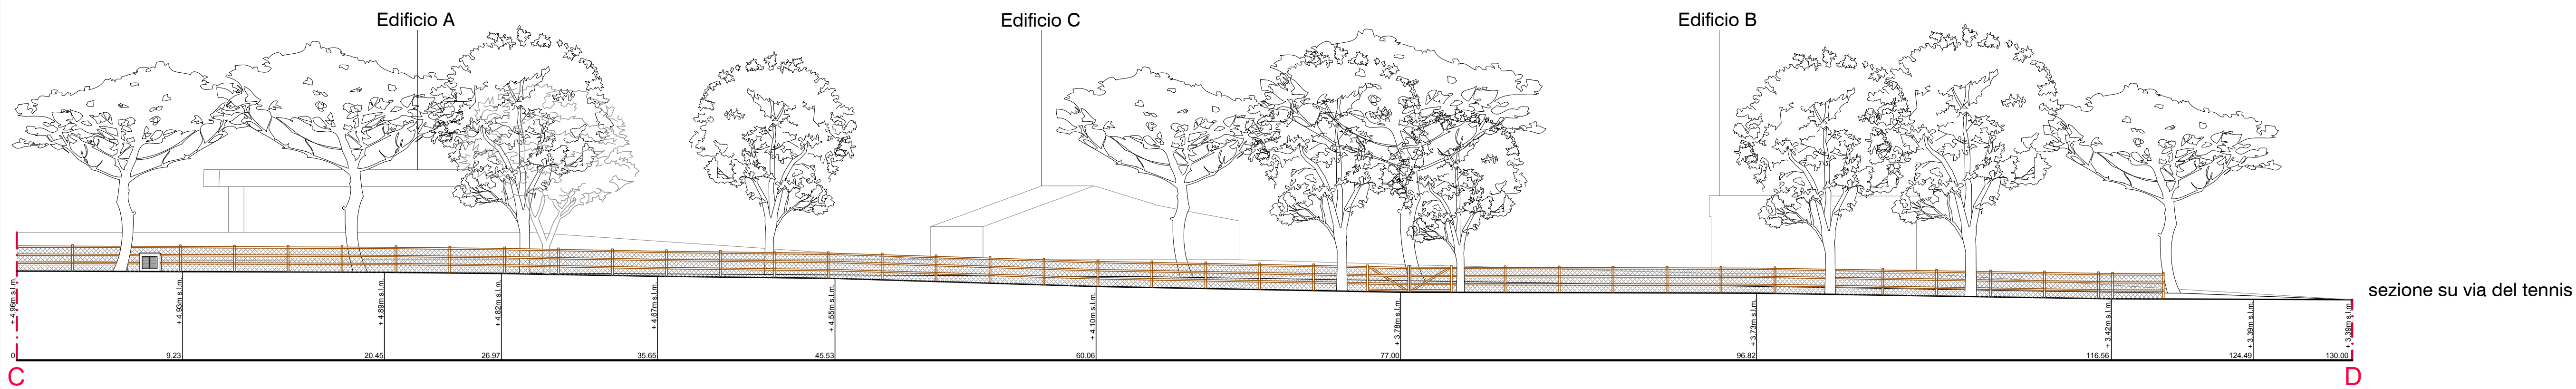 Edificio A
Edificio C
Edificio B
sezione su via del tennis
+ 4.96m s.l.m.
+ 4.93m s.l.m.
+ 4.89m s.l.m.
+ 4.82m s.l.m.
+ 4.67m s.l.m.
+ 4.55m s.l.m.
+ 4.10m s.l.m.
+ 3.78m s.l.m.
+ 3.73m s.l.m.
+ 3.42m s.l.m.
+ 3.39m s.l.m.
+ 3.39m s.l.m.
0
9.23
20.45
26.97
35.65
45.53
60.06
77.00
96.82
116.56
124.49
130.00
C
D